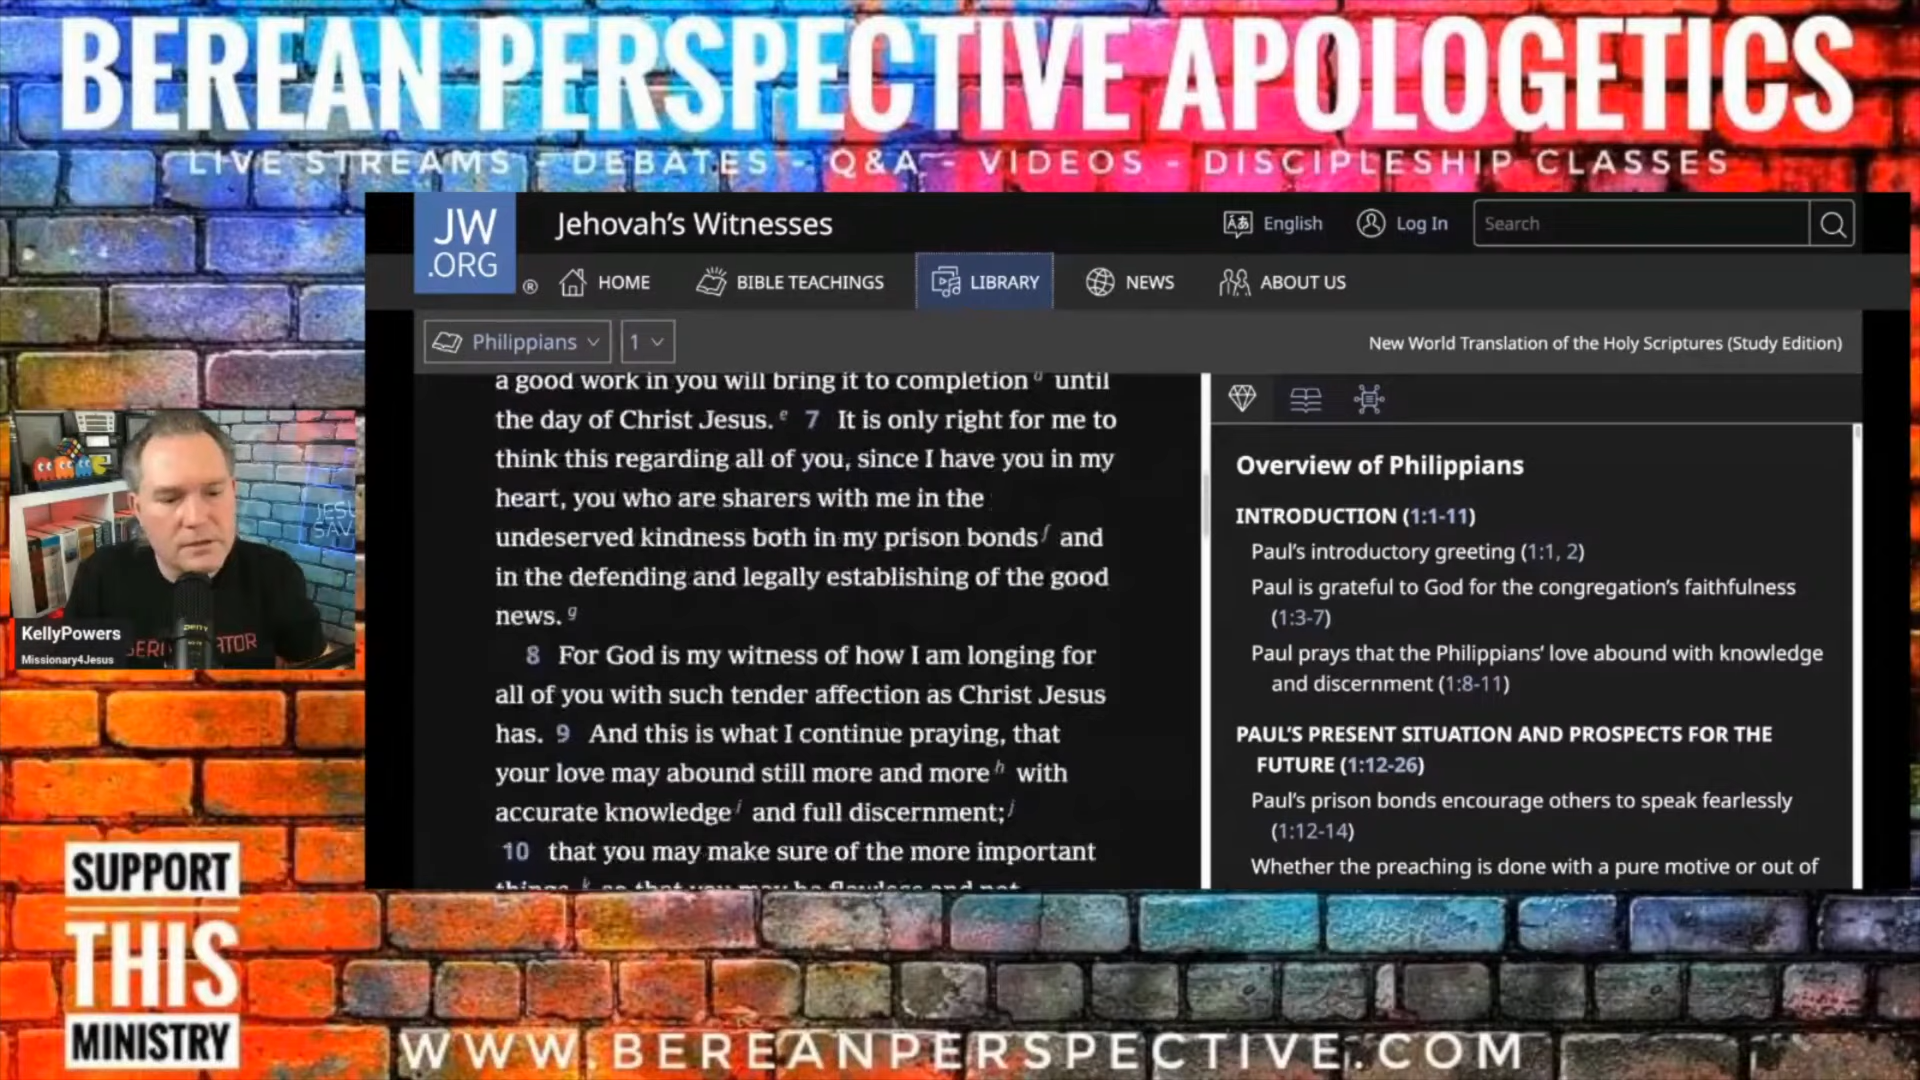 BEREAN PERSPECTIVE APOLOGETICS
LIVE STREAMS - DEBATES - Q&A - VIDEOS - DISCIPLESHIP CLASSES
JW
.ORG
®
Jehovah's Witnesses
English
Log In
Search
HOME
BIBLE TEACHINGS
LIBRARY
NEWS
ABOUT US
Philippians
1
New World Translation of the Holy Scriptures (Study Edition)
a good work in you will bring it to completion d until
the day of Christ Jesus. e 7 It is only right for me to
think this regarding all of you, since I have you in my
heart, you who are sharers with me in the
undeserved kindness both in my prison bonds f and
in the defending and legally establishing of the good
news. g
8 For God is my witness of how I am longing for
all of you with such tender affection as Christ Jesus
has. 9 And this is what I continue praying, that
your love may abound still more and more h with
accurate knowledge i and full discernment; j
10 that you may make sure of the more important
things, k so that you may be flawless and not
Overview of Philippians
INTRODUCTION (1:1-11)
Paul's introductory greeting (1:1, 2)
Paul is grateful to God for the congregation's faithfulness
(1:3-7)
Paul prays that the Philippians' love abound with knowledge
and discernment (1:8-11)
PAUL'S PRESENT SITUATION AND PROSPECTS FOR THE
FUTURE (1:12-26)
Paul's prison bonds encourage others to speak fearlessly
(1:12-14)
Whether the preaching is done with a pure motive or out of
KellyPowers
Missionary4Jesus
SUPPORT
THIS
MINISTRY
WWW.BEREANPERSPECTIVE.COM